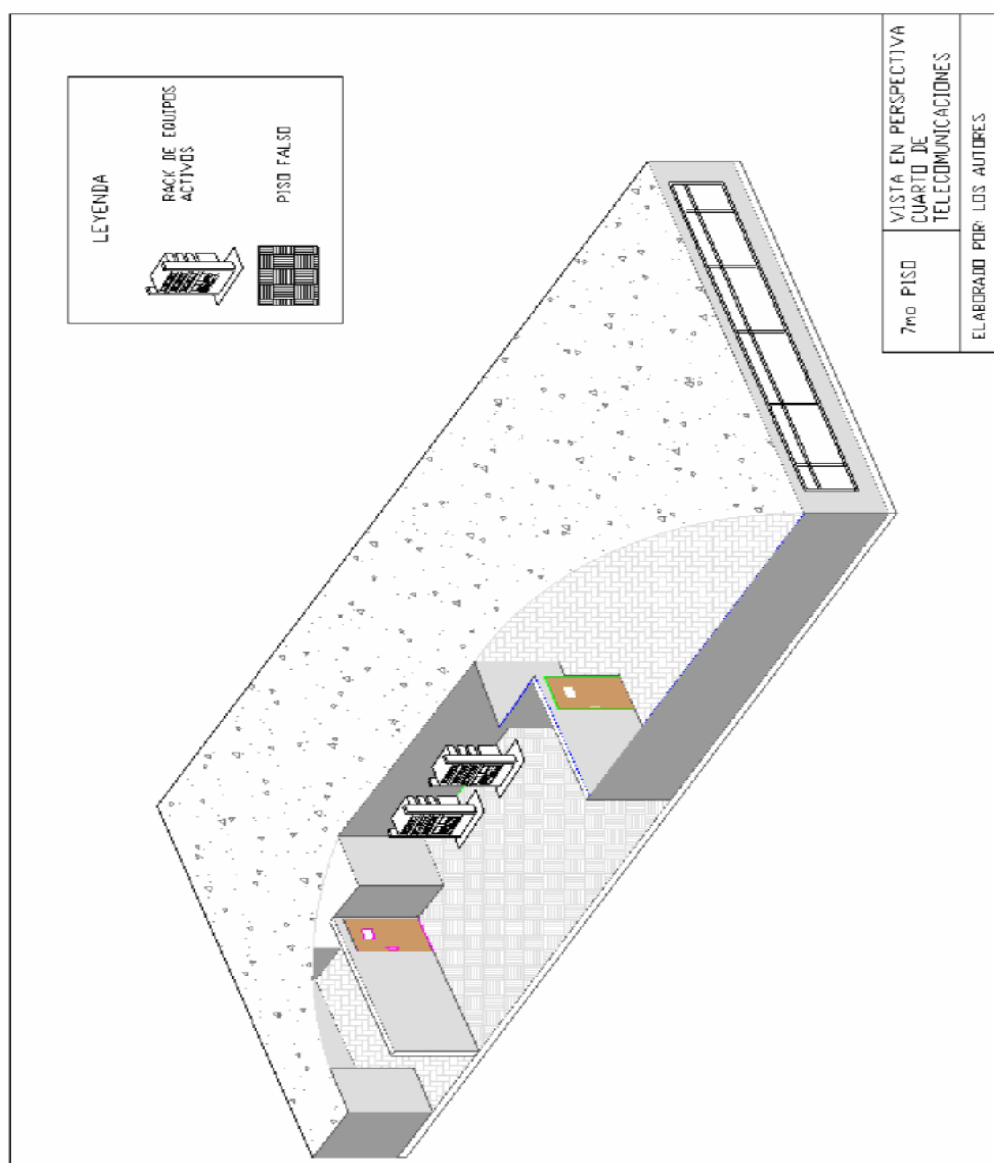 LEYENDA
RACK DE EQUIPOS
ACTIVOS
PISO FALSO
7mo PISO
VISTA EN PERSPECTIVA
CUARTO DE
TELECOMUNICACIONES
ELABORADO POR: LOS AUTORES